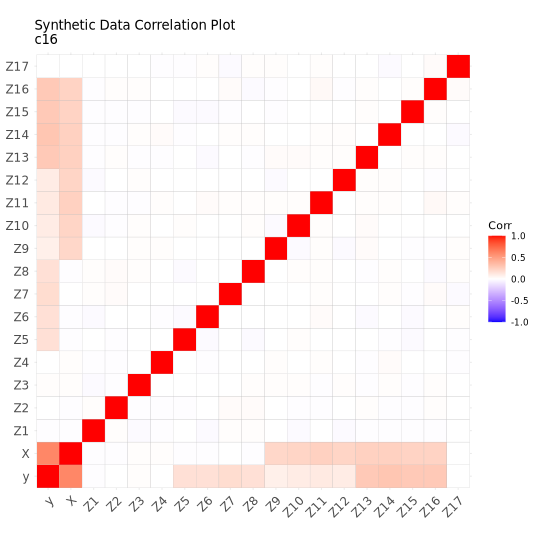 Synthetic Data Correlation Plot
c16
Z17
Z16
Z15
Z14
Z13
Z12
Z11
Z10
Z9
Z8
Z7
Z6
Z5
Z4
Z3
Z2
Z1
X
y
Corr
1.0
0.5
0.0
-0.5
-1.0
y
X
Z1
Z2
Z3
Z4
Z5
Z6
Z7
Z8
Z9
Z10
Z11
Z12
Z13
Z14
Z15
Z16
Z17